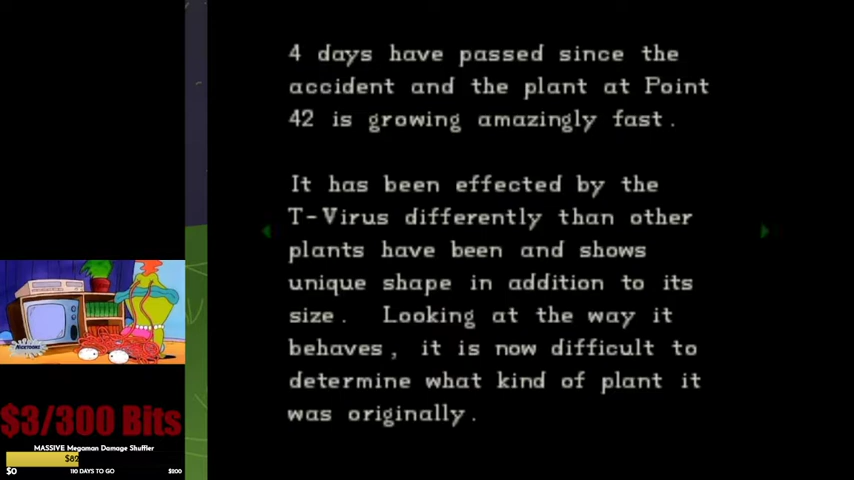 4 days have passed since the
accident and the plant at Point
42 is growing amazingly fast.
It has been effected by the
T-Virus differently than other
plants have been and shows
unique shape in addition to its
size. Looking at the way it
behaves, it is now difficult to
determine what kind of plant it
was originally.
NICKTOONS
$3/300 Bits
MASSIVE Megaman Damage Shuffler
$82
$0 110 DAYS TO GO $200